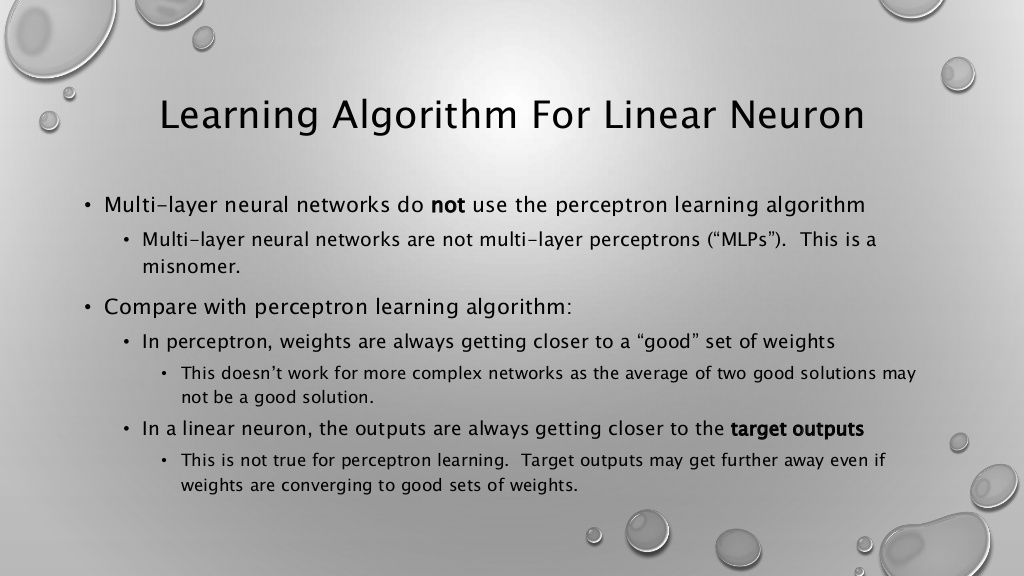 Learning Algorithm For Linear Neuron
• Multi-layer neural networks do not use the perceptron learning algorithm
• Multi-layer neural networks are not multi-layer perceptrons (“MLPs”).  This is a
misnomer.
• Compare with perceptron learning algorithm:
• In perceptron, weights are always getting closer to a “good” set of weights
• This doesn’t work for more complex networks as the average of two good solutions may
not be a good solution.
• In a linear neuron, the outputs are always getting closer to the target outputs
• This is not true for perceptron learning.  Target outputs may get further away even if
weights are converging to good sets of weights.